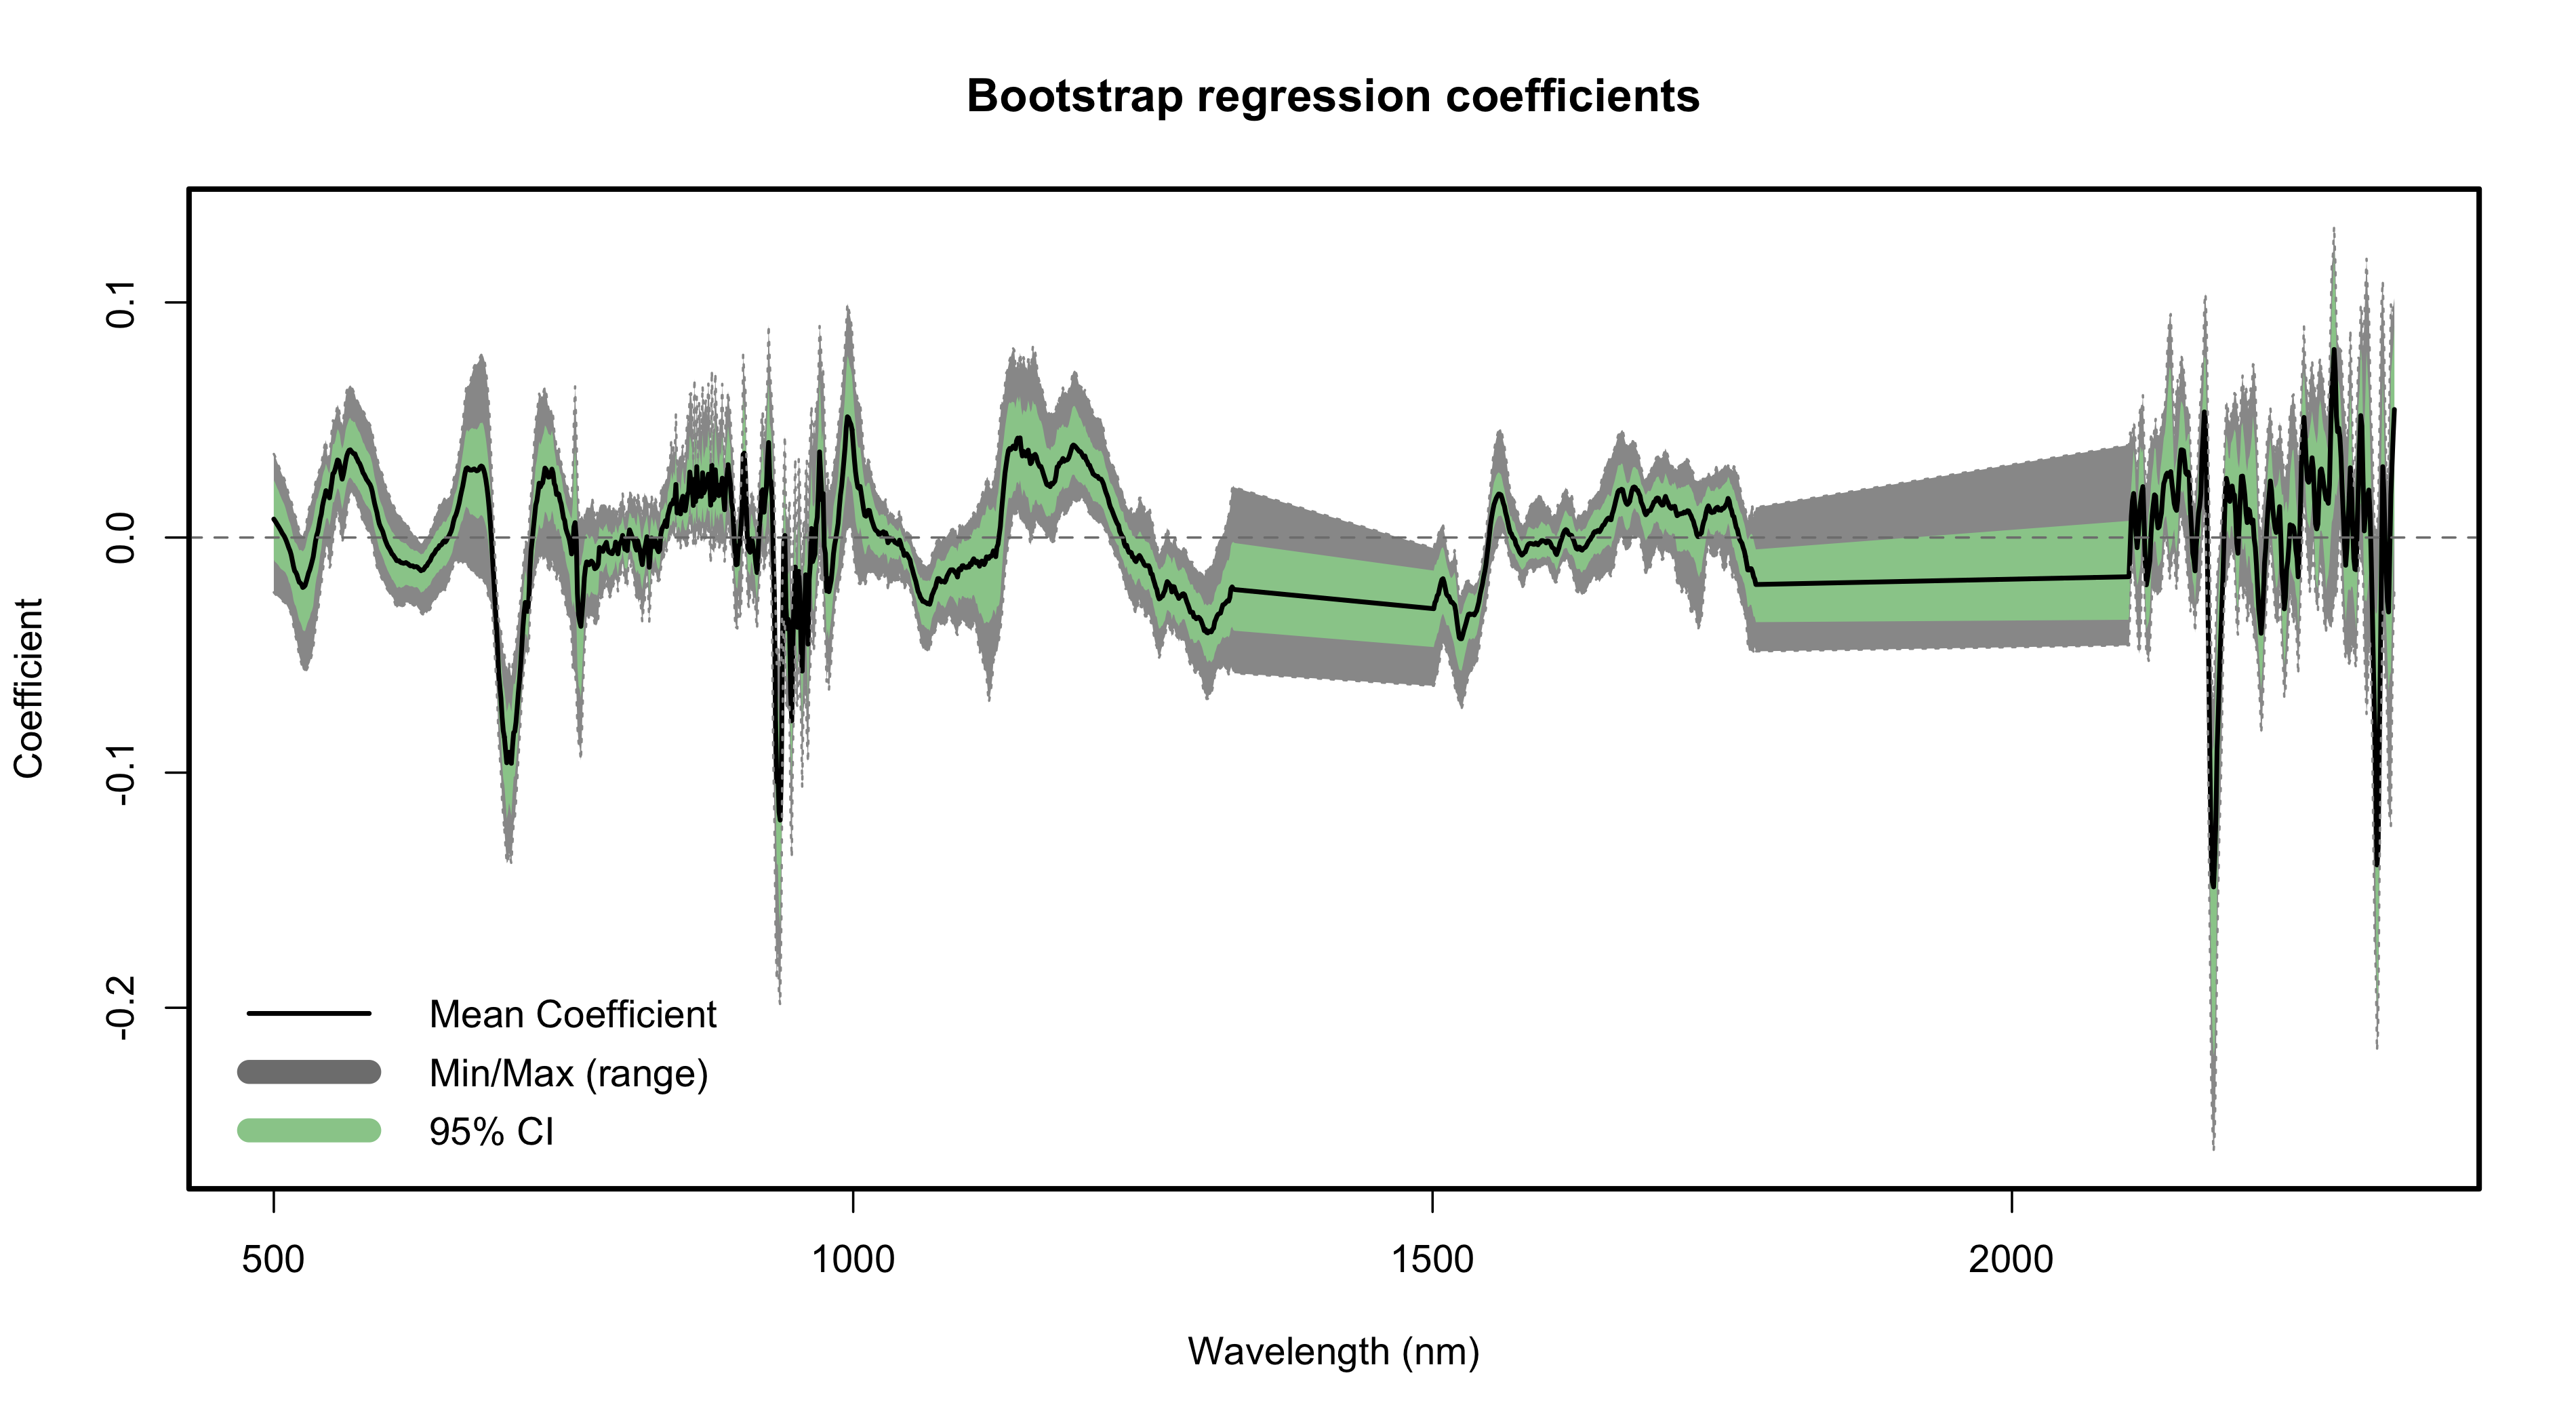 Bootstrap regression coefficients
Coefficient
0.1
0.0
-0.1
-0.2
Mean Coefficient
Min/Max (range)
95% CI
500
1000
1500
2000
Wavelength (nm)